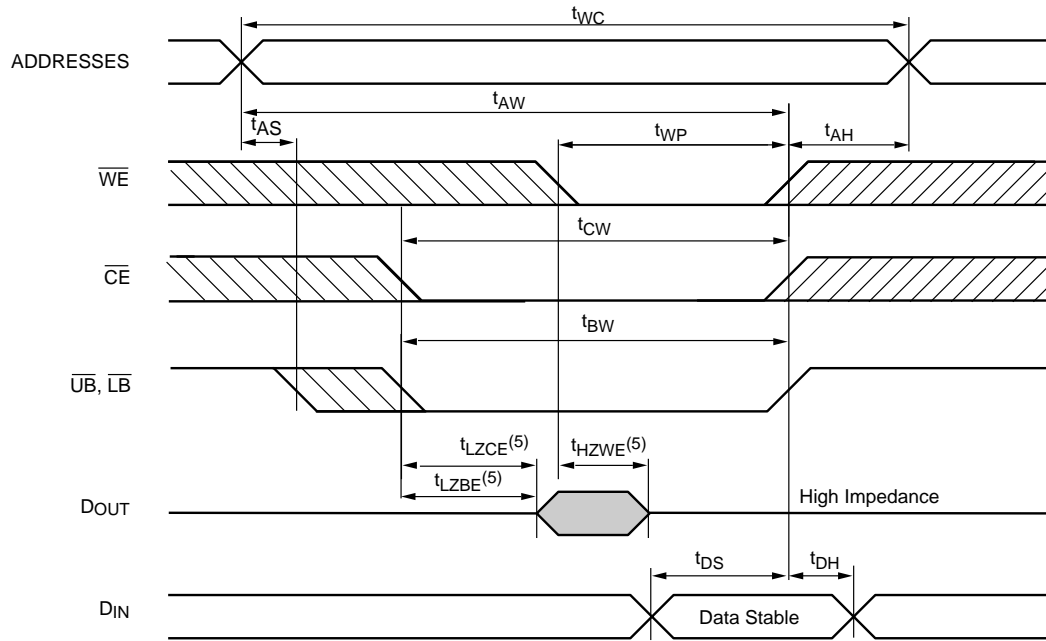 tWC
ADDRESSES
tAW
tAS
tWP
tAH
WE
tCW
CE
tBW
UB, LB
tLZCE(5)
tHZWE(5)
tLZBE(5)
DOUT
High Impedance
tDS
tDH
DIN
Data Stable